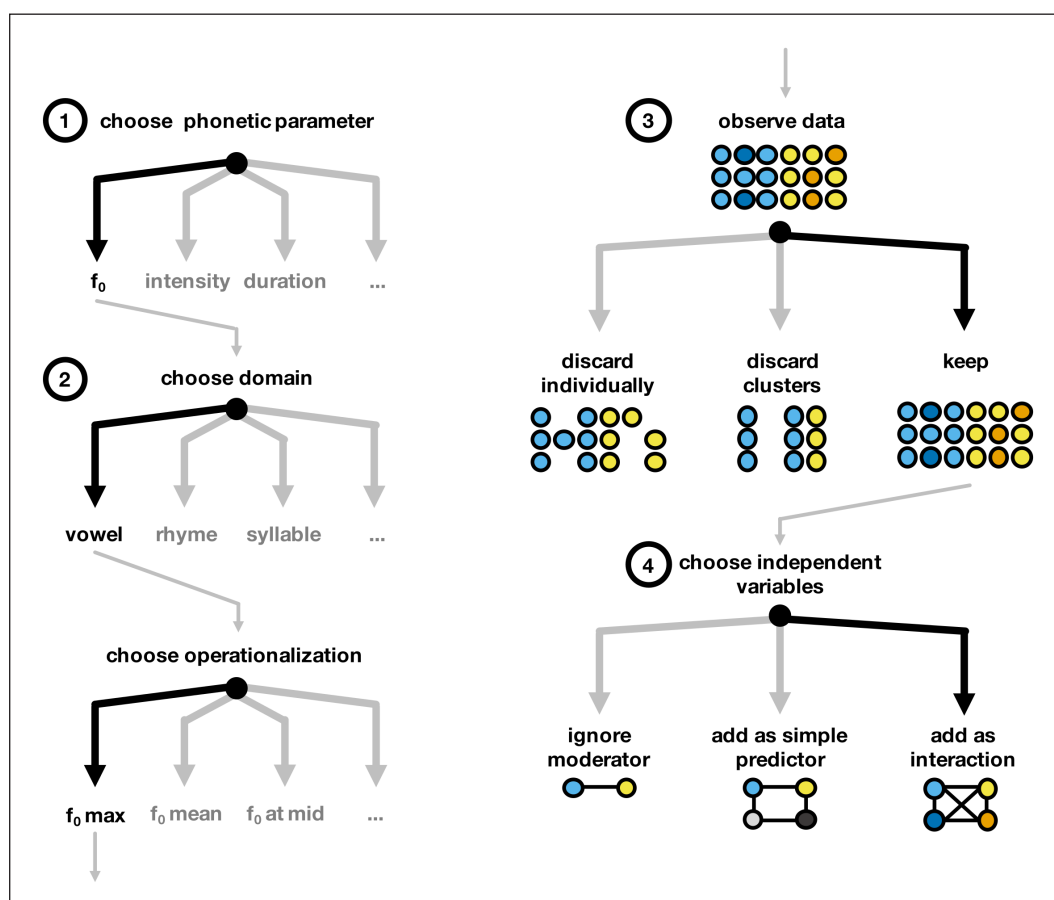 1 choose phonetic parameter
f₀ intensity duration ...
2 choose domain
vowel rhyme syllable ...
choose operationalization
f₀ max f₀ mean f₀ at mid ...
3 observe data
discard
individually
discard
clusters
keep
4 choose independent
variables
ignore
moderator
add as simple
predictor
add as
interaction